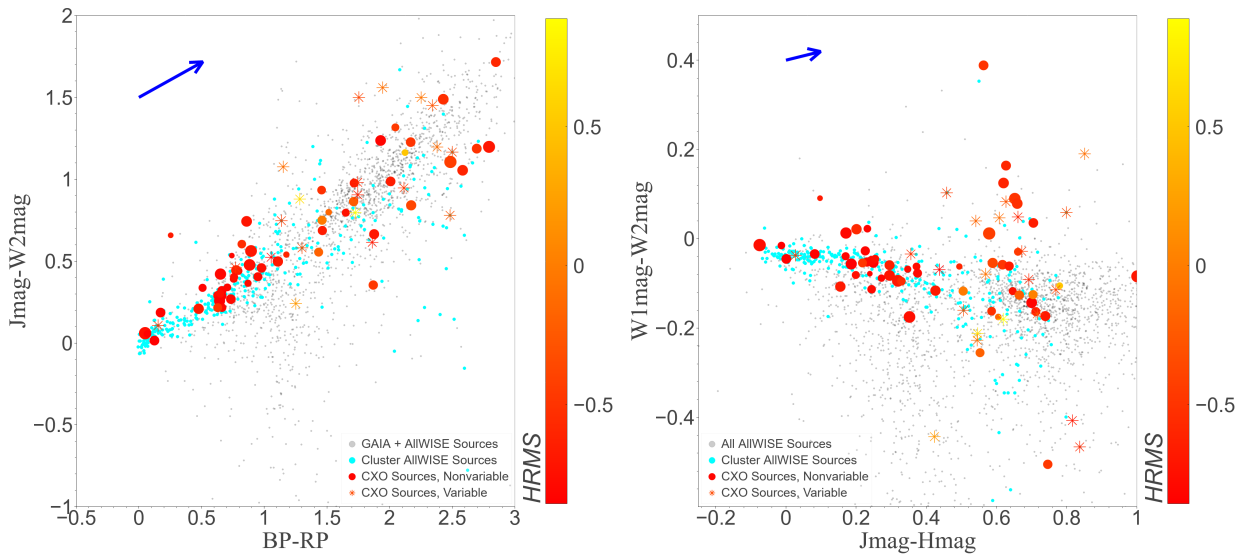 2
1.5
1
0.5
0
−0.5
−1
−0.5
0
0.5
1
1.5
2
2.5
3
Jmag-W2mag
BP-RP
GAIA + AllWISE Sources
Cluster AllWISE Sources
CXO Sources, Nonvariable
CXO Sources, Variable
0.5
0
−0.5
HRMS
0.4
0.2
0
−0.2
−0.4
−0.2
0
0.2
0.4
0.6
0.8
1
W1mag-W2mag
Jmag-Hmag
All AllWISE Sources
Cluster AllWISE Sources
CXO Sources, Nonvariable
CXO Sources, Variable
0.5
0
−0.5
HRMS